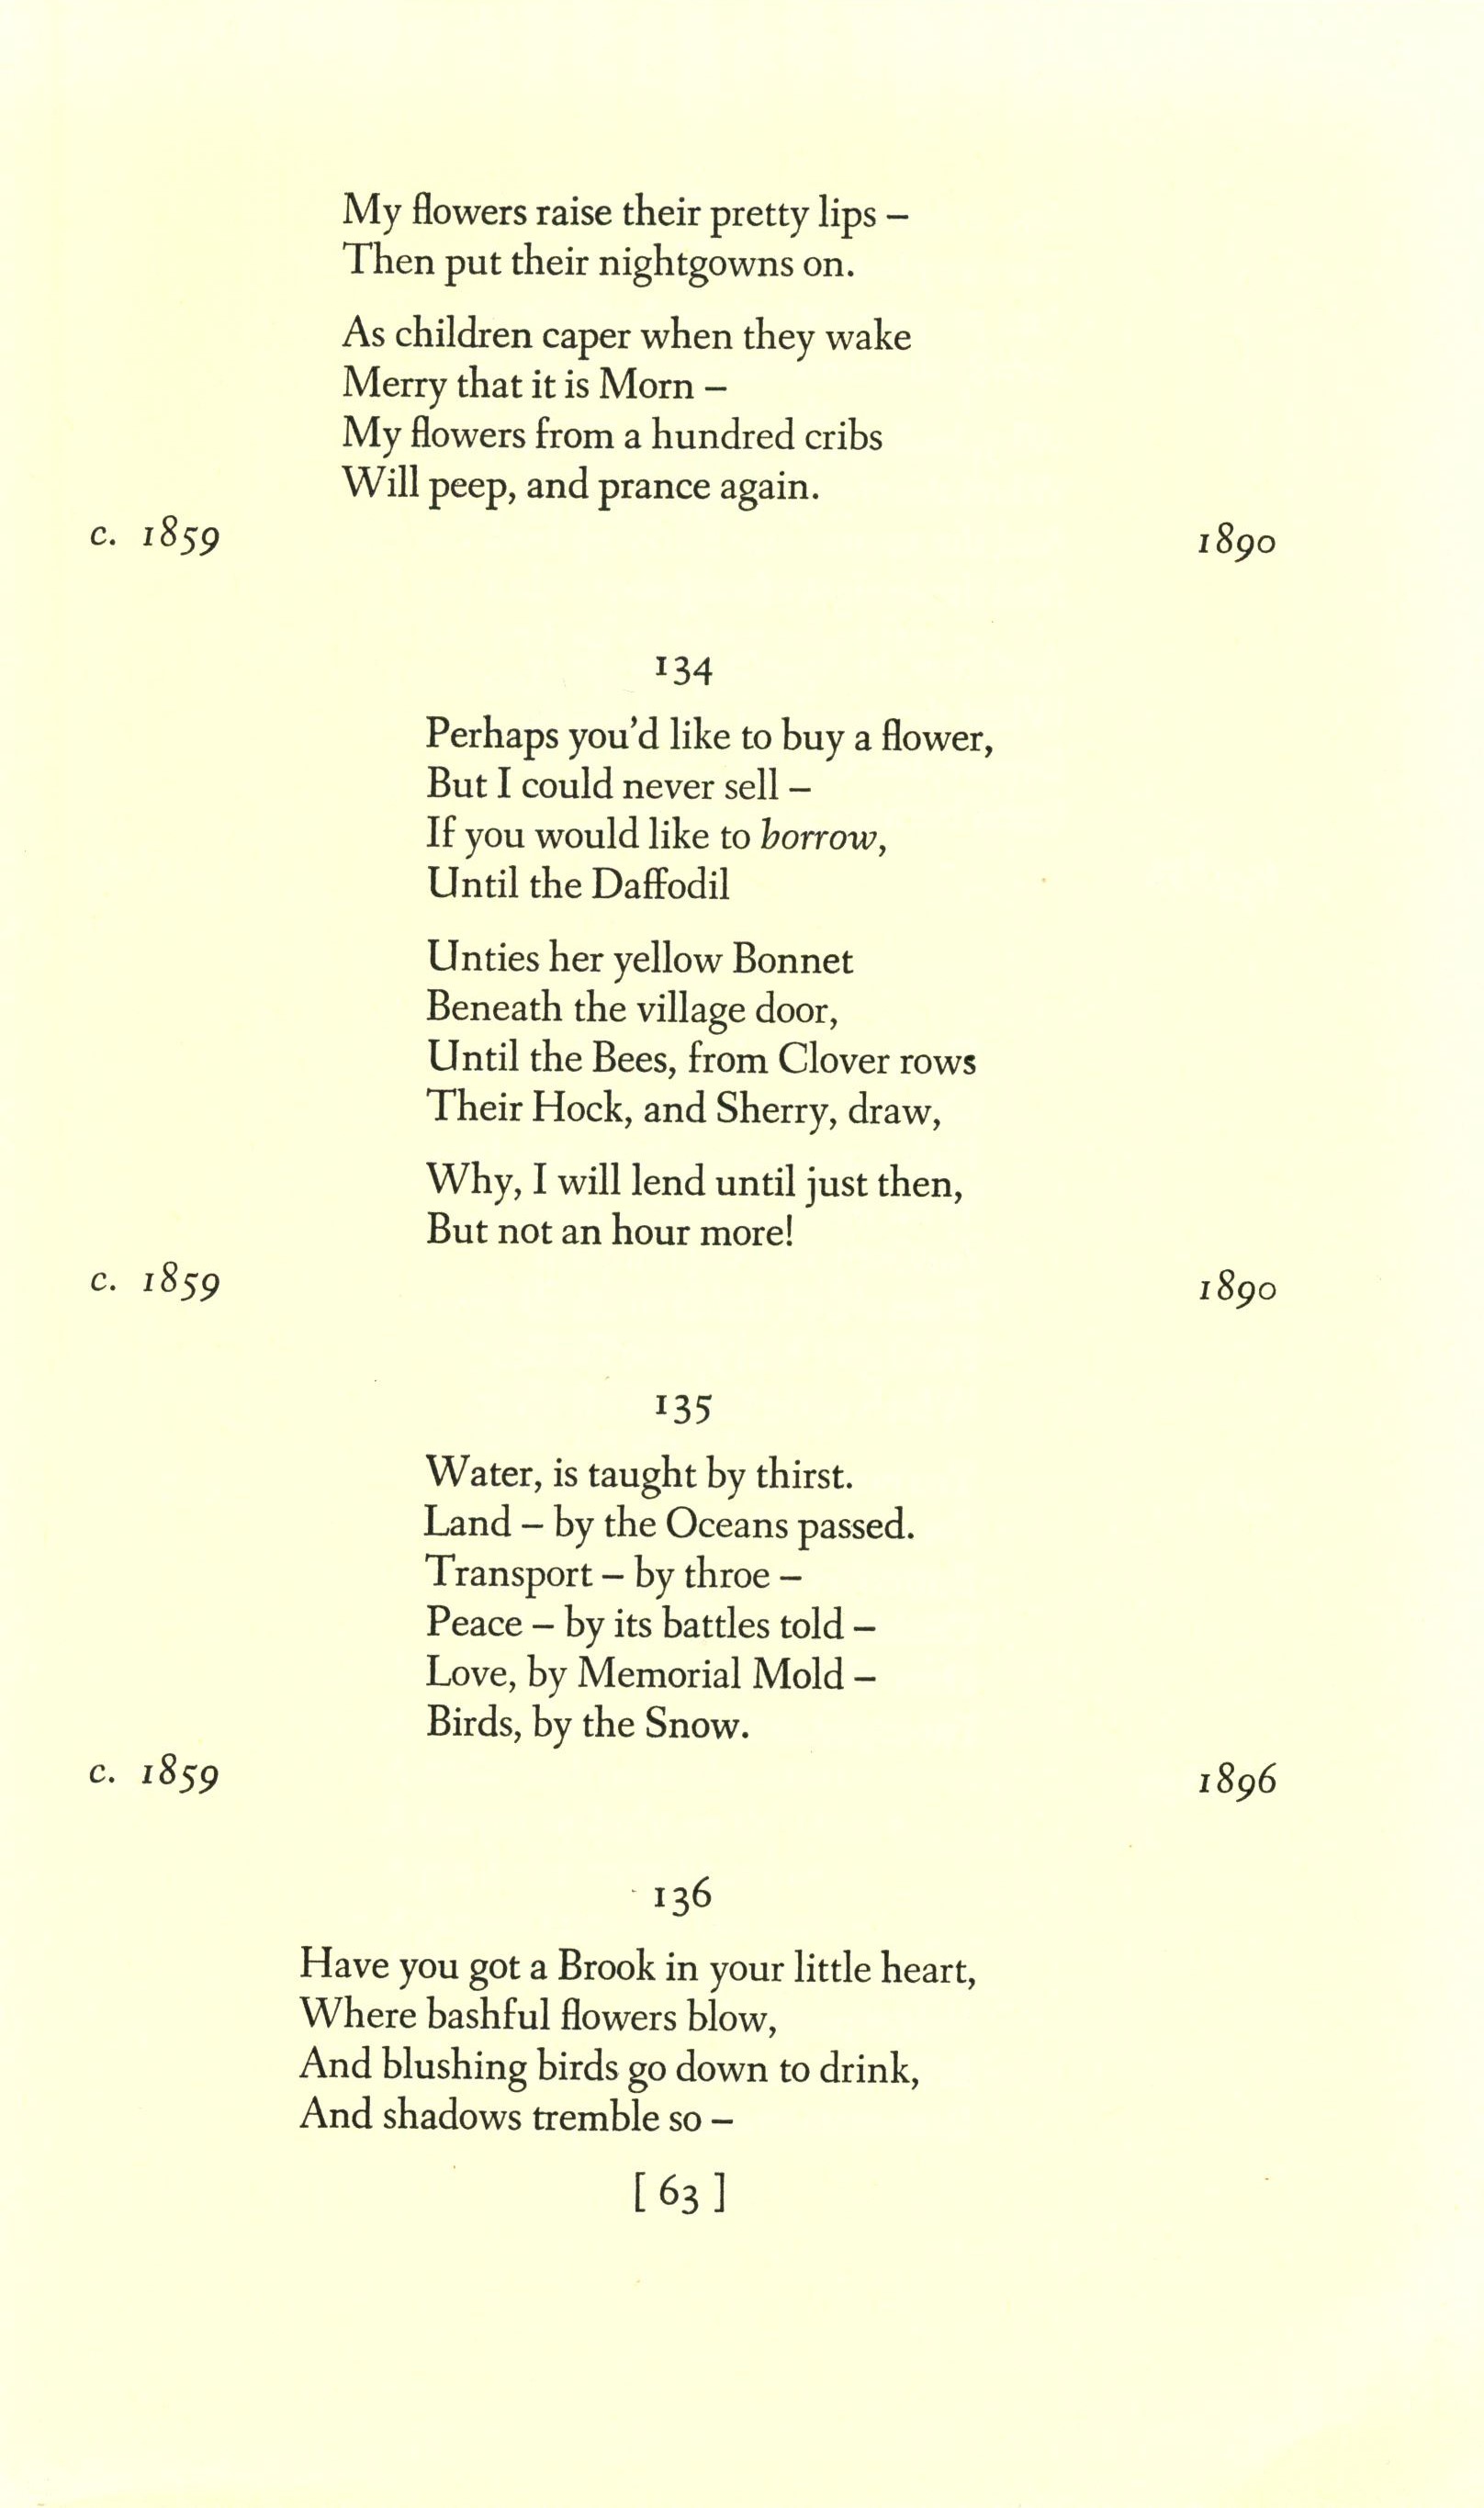 My flowers raise their pretty lips –
Then put their nightgowns on.
As children caper when they wake
Merry that it is Morn –
My flowers from a hundred cribs
Will peep, and prance again.
c. 1859 1890
134
Perhaps you'd like to buy a flower,
But I could never sell –
If you would like to borrow,
Until the Daffodil
Unties her yellow Bonnet
Beneath the village door,
Until the Bees, from Clover rows
Their Hock, and Sherry, draw,
Why, I will lend until just then,
But not an hour more!
c. 1859 1890
135
Water, is taught by thirst.
Land – by the Oceans passed.
Transport – by throe –
Peace – by its battles told –
Love, by Memorial Mold –
Birds, by the Snow.
c. 1859 1896
136
Have you got a Brook in your little heart,
Where bashful flowers blow,
And blushing birds go down to drink,
And shadows tremble so –
[ 63 ]